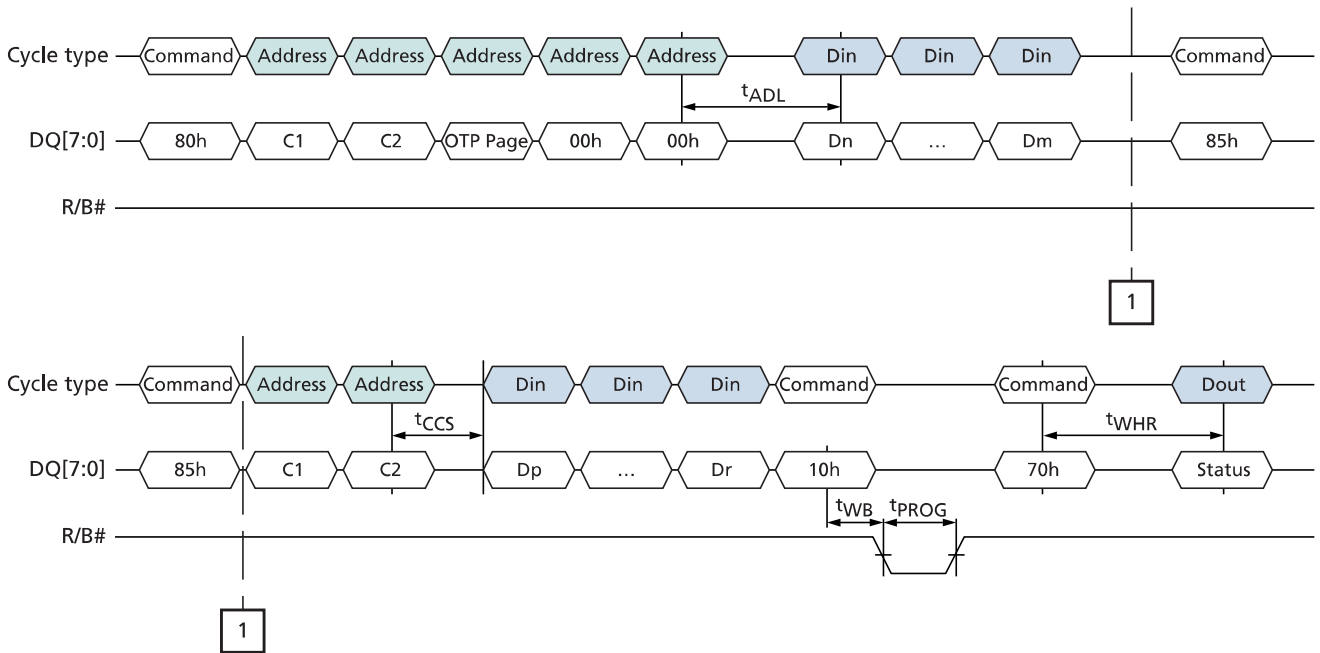 Cycle type Command Address Address Address Address Address Din Din Din Command
tADL
DQ[7:0] 80h C1 C2 OTP Page 00h 00h Dn … Dm 85h
R/B#
1
Cycle type Command Address Address Din Din Din Command Command Dout
tCCS tWHR
DQ[7:0] 85h C1 C2 Dp … Dr 10h 70h Status
tWB tPROG
R/B#
1